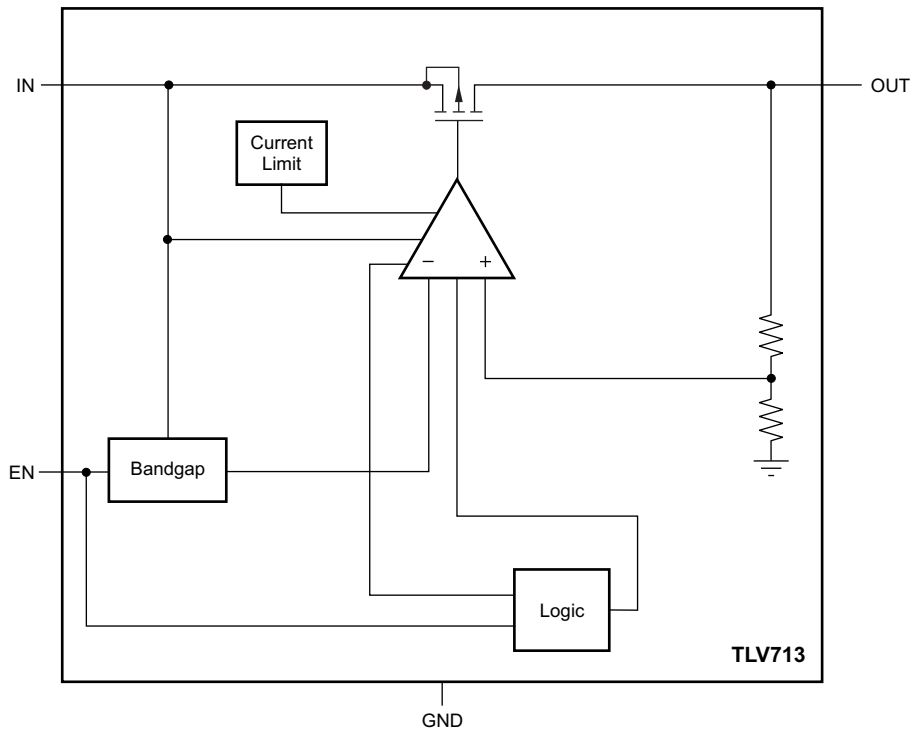 IN
OUT
Current
Limit
− +
EN
Bandgap
Logic
TLV713
GND